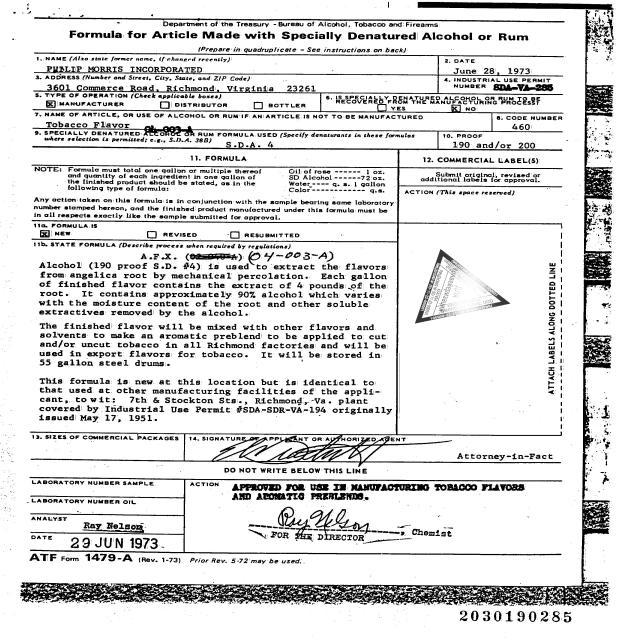 Department of the Treasury - Bureau of Alcohol, Tobacco and Firearms
Formula for Article Made with Specially Denatured Alcohol or Rum
(Prepare in quadruplicate - See instructions on back)
1. NAME (Also state former name, if changed recently)
PHILIP MORRIS INCORPORATED
2. DATE
June 28, 1973
3. ADDRESS (Number and Street, City, State, and ZIP Code)
3601 Commerce Road, Richmond, Virginia 23261
4. INDUSTRIAL USE PERMIT NUMBER
SDA-VA-285
5. TYPE OF OPERATION (Check applicable boxes)
MANUFACTURER DISTRIBUTOR BOTTLER
6. IS SPECIALLY DENATURED ALCOHOL OR RUM TO BE RECOVERED FROM THE MANUFACTURING PROCESS?
YES NO
7. NAME OF ARTICLE, OR USE OF ALCOHOL OR RUM IF AN ARTICLE IS NOT TO BE MANUFACTURED
Tobacco Flavor 04-003-A
8. CODE NUMBER
460
9. SPECIALLY DENATURED ALCOHOL OR RUM FORMULA USED (Specify denaturants in these formulas
where selection is permitted; e.g., S.D.A. 38B)
S.D.A. 4
10. PROOF
190 and/or 200
11. FORMULA
12. COMMERCIAL LABEL(S)
NOTE: Formula must total one gallon or multiple thereof
and quantity of each ingredient in one gallon of
the finished product should be stated, as in the
following type of formula:
Oil of rose ------ 1 oz.
SD Alcohol ------72 oz.
Water --- q. s. 1 gallon
Color ------ q.s.
Submit original, revised or
additional labels for approval.
Any action taken on this formula is in conjunction with the sample bearing same laboratory
number stamped hereon, and the finished product manufactured under this formula must be
in all respects exactly like the sample submitted for approval.
ACTION (This space reserved)
11a. FORMULA IS
NEW REVISED RESUBMITTED
11b. STATE FORMULA (Describe process when required by regulations)
A.F.X. (04-003-A)
Alcohol (190 proof S.D. #4) is used to extract the flavors
from angelica root by mechanical percolation. Each gallon
of finished flavor contains the extract of 4 pounds of the
root. It contains approximately 90% alcohol which varies
with the moisture content of the root and other soluble
extractives removed by the alcohol.
The finished flavor will be mixed with other flavors and
solvents to make an aromatic preblend to be applied to cut
and/or uncut tobacco in all Richmond factories and will be
used in export flavors for tobacco. It will be stored in
55 gallon steel drums.
This formula is new at this location but is identical to
that used at other manufacturing facilities of the appli-
cant, to wit: 7th & Stockton Sts., Richmond, Va. plant
covered by Industrial Use Permit #SDA-SDR-VA-194 originally
issued May 17, 1951.
ATTACH LABELS ALONG DOTTED LINE
13. SIZES OF COMMERCIAL PACKAGES
14. SIGNATURE OF APPLICANT OR AUTHORIZED AGENT
Attorney-in-Fact
DO NOT WRITE BELOW THIS LINE
LABORATORY NUMBER SAMPLE
ACTION
APPROVED FOR USE IN MANUFACTURING TOBACCO FLAVORS
AND AROMATIC PREBLENDS.
LABORATORY NUMBER OIL
ANALYST
Ray Nelson
Ray Nelson
FOR THE DIRECTOR , Chemist
DATE
29 JUN 1973
ATF Form 1479-A (Rev. 1-73) Prior Rev. 5-72 may be used.
2030190285